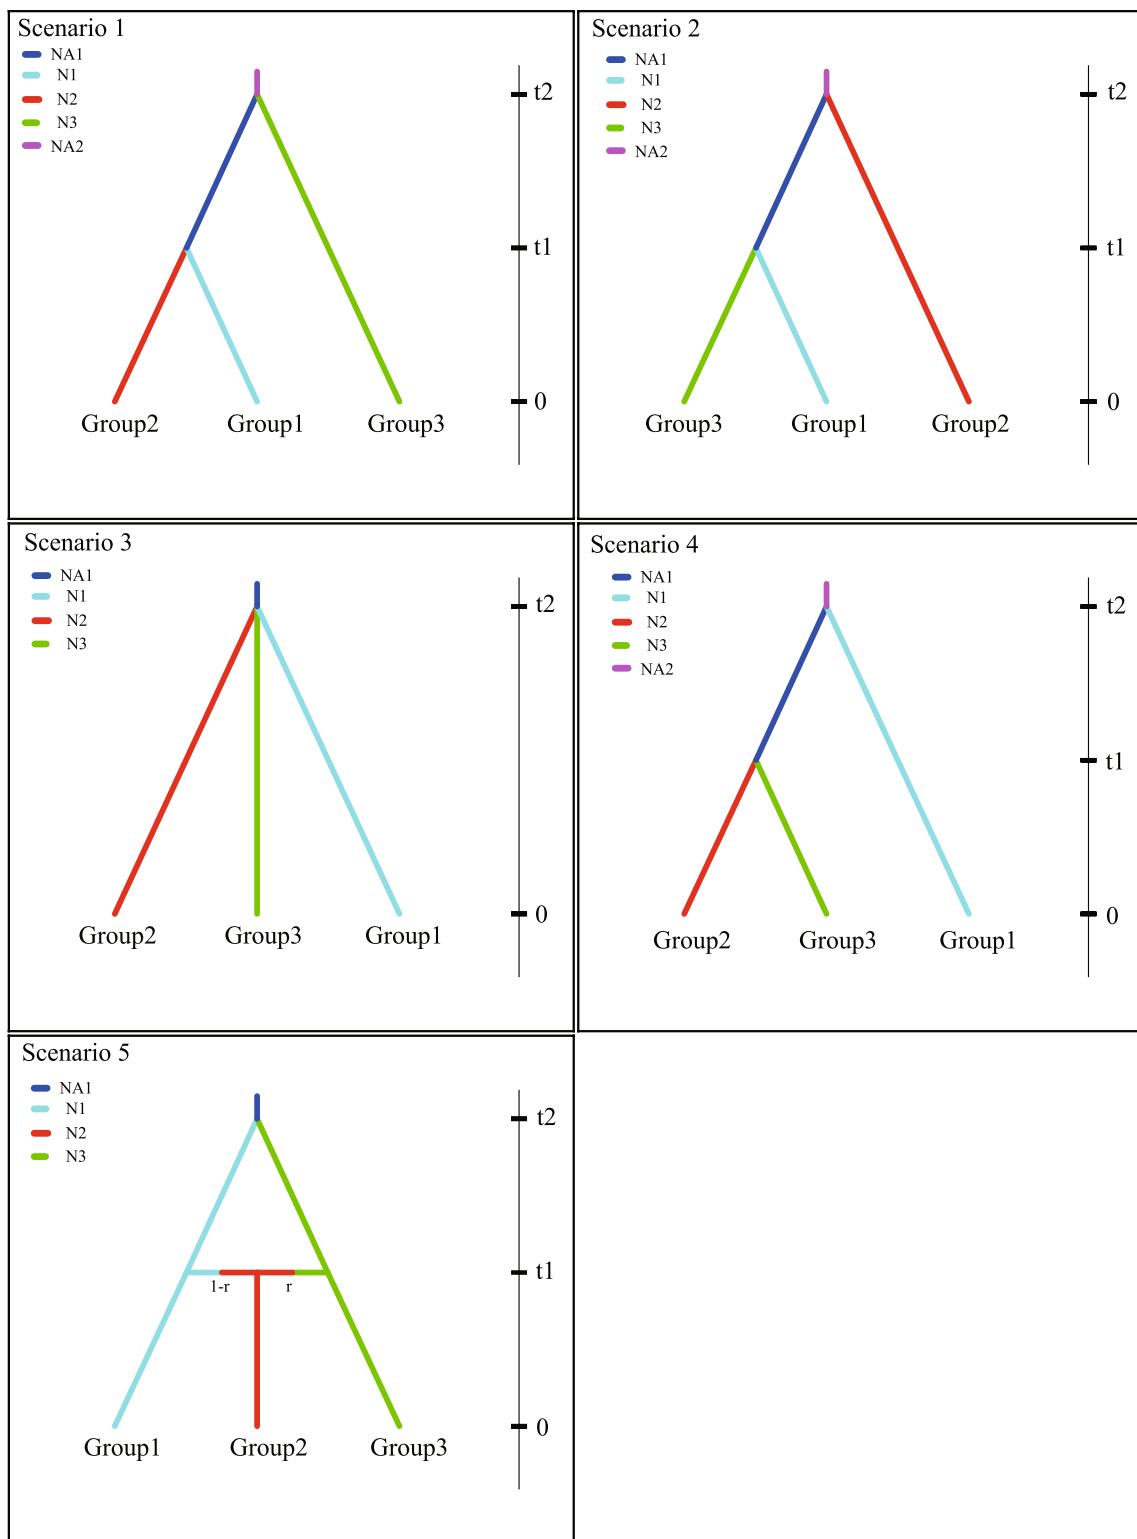 Scenario 1
NA1
N1
N2
N3
NA2
t2
t1
0
Group2 Group1 Group3
Scenario 2
NA1
N1
N2
N3
NA2
t2
t1
0
Group3 Group1 Group2
Scenario 3
NA1
N1
N2
N3
t2
0
Group2 Group3 Group1
Scenario 4
NA1
N1
N2
N3
NA2
t2
t1
0
Group2 Group3 Group1
Scenario 5
NA1
N1
N2
N3
t2
t1
1-r r
0
Group1 Group2 Group3